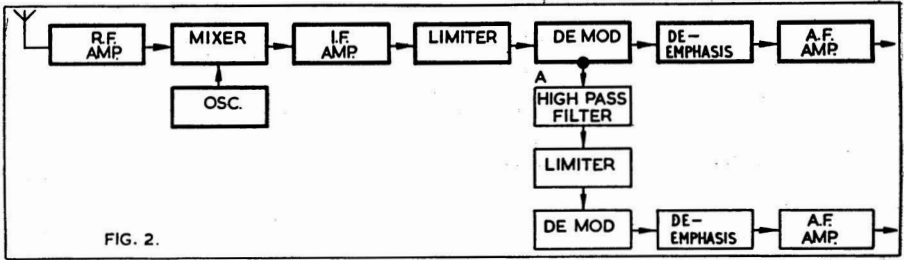 R.F.
AMP.
MIXER
I.F.
AMP.
LIMITER
DE MOD
DE-
EMPHASIS
A.F.
AMP.
OSC.
A
HIGH PASS
FILTER
LIMITER
DE MOD
DE-
EMPHASIS
A.F.
AMP.
FIG. 2.